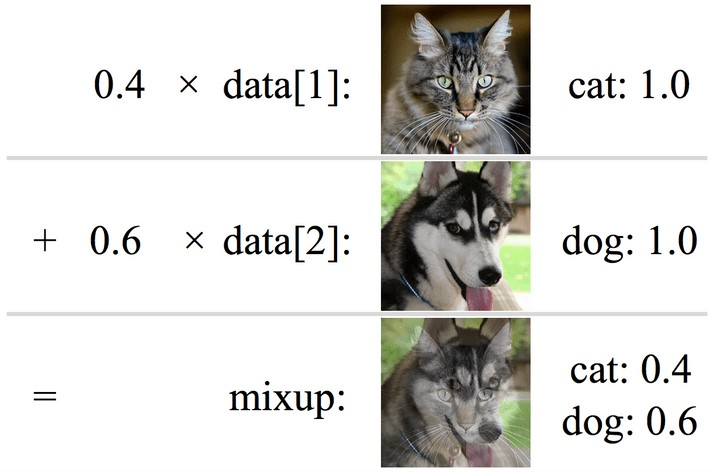 0.4 × data[1]: cat: 1.0
+ 0.6 × data[2]: dog: 1.0
= mixup: cat: 0.4
dog: 0.6